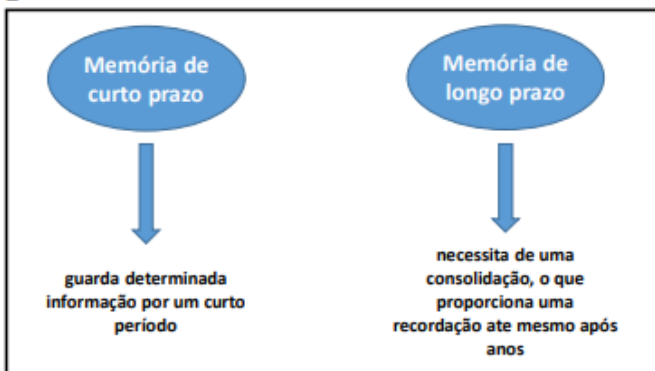 Memória de
curto prazo
guarda determinada
informação por um curto
período
Memória de
longo prazo
necessita de uma
consolidação, o que
proporciona uma
recordação ate mesmo após
anos